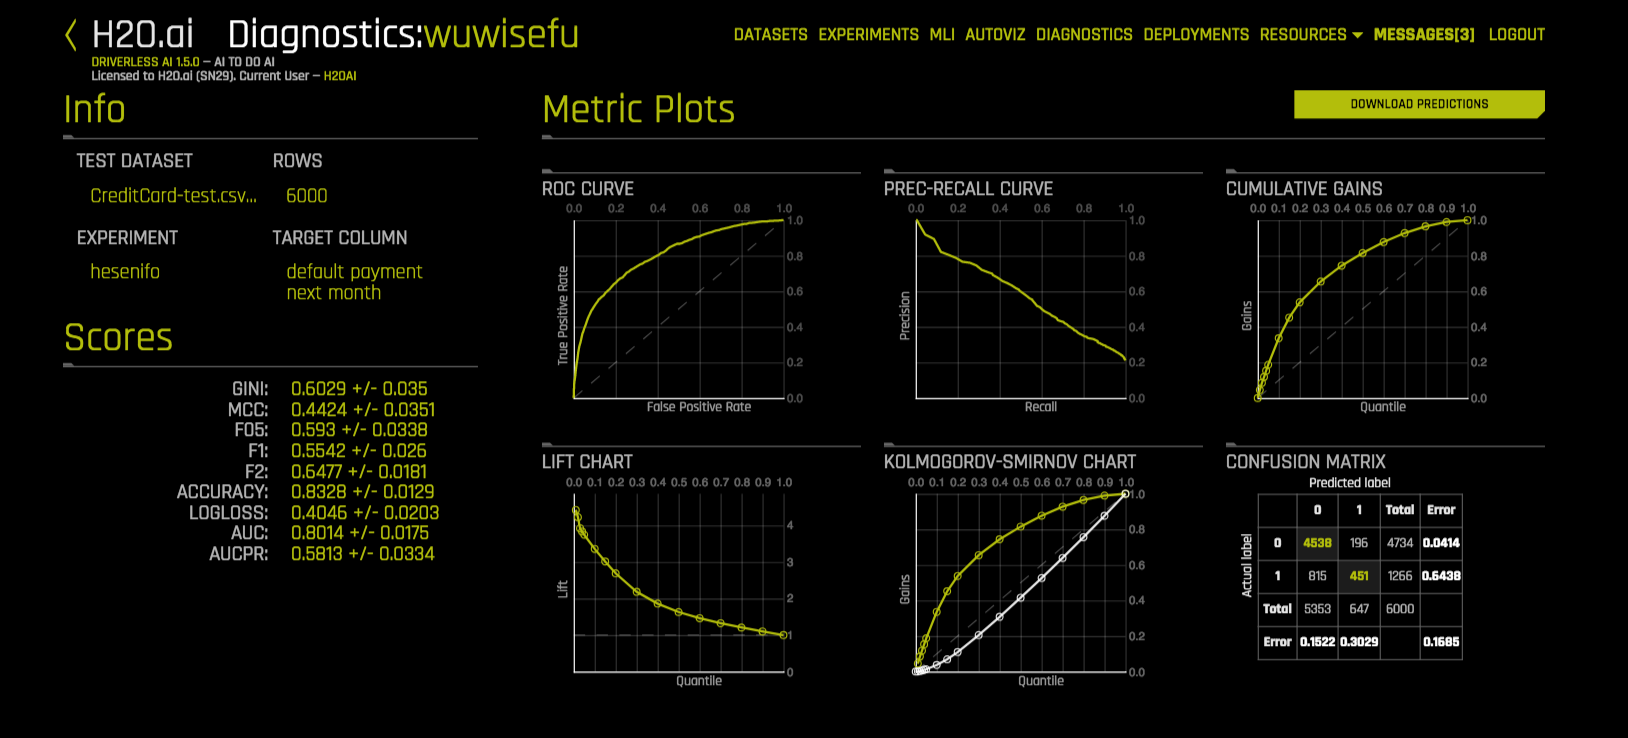 H2O.ai Diagnostics:wuwisefu
DRIVERLESS AI 1.5.0 – AI TO DO AI
Licensed to H2O.ai (SN29). Current User – H2OAI
DATASETS EXPERIMENTS MLI AUTOVIZ DIAGNOSTICS DEPLOYMENTS RESOURCES MESSAGES[3] LOGOUT
Info
TEST DATASET ROWS
CreditCard-test.csv... 6000
EXPERIMENT TARGET COLUMN
hesenifo default payment
next month
Scores
GINI: 0.6029 +/- 0.035
MCC: 0.4424 +/- 0.0351
F05: 0.593 +/- 0.0338
F1: 0.5542 +/- 0.026
F2: 0.6477 +/- 0.0181
ACCURACY: 0.8328 +/- 0.0129
LOGLOSS: 0.4046 +/- 0.0203
AUC: 0.8014 +/- 0.0175
AUCPR: 0.5813 +/- 0.0334
Metric Plots
DOWNLOAD PREDICTIONS
ROC CURVE
0.0 0.2 0.4 0.6 0.8 1.0
1.0
0.8
0.6
0.4
0.2
0.0
True Positive Rate
False Positive Rate
PREC-RECALL CURVE
0.0 0.2 0.4 0.6 0.8 1.0
1.0
0.8
0.6
0.4
0.2
0.0
Precision
Recall
CUMULATIVE GAINS
0.0 0.1 0.2 0.3 0.4 0.5 0.6 0.7 0.8 0.9 1.0
1.0
0.8
0.6
0.4
0.2
0.0
Gains
Quantile
LIFT CHART
0.0 0.1 0.2 0.3 0.4 0.5 0.6 0.7 0.8 0.9 1.0
4
3
2
1
0
Lift
Quantile
KOLMOGOROV-SMIRNOV CHART
0.0 0.1 0.2 0.3 0.4 0.5 0.6 0.7 0.8 0.9 1.0
1.0
0.8
0.6
0.4
0.2
0.0
Gains
Quantile
CONFUSION MATRIX
Predicted label
Actual label
0 1 Total Error
0 4538 196 4734 0.0414
1 815 451 1266 0.6438
Total 5353 647 6000
Error 0.1522 0.3029 0.1685